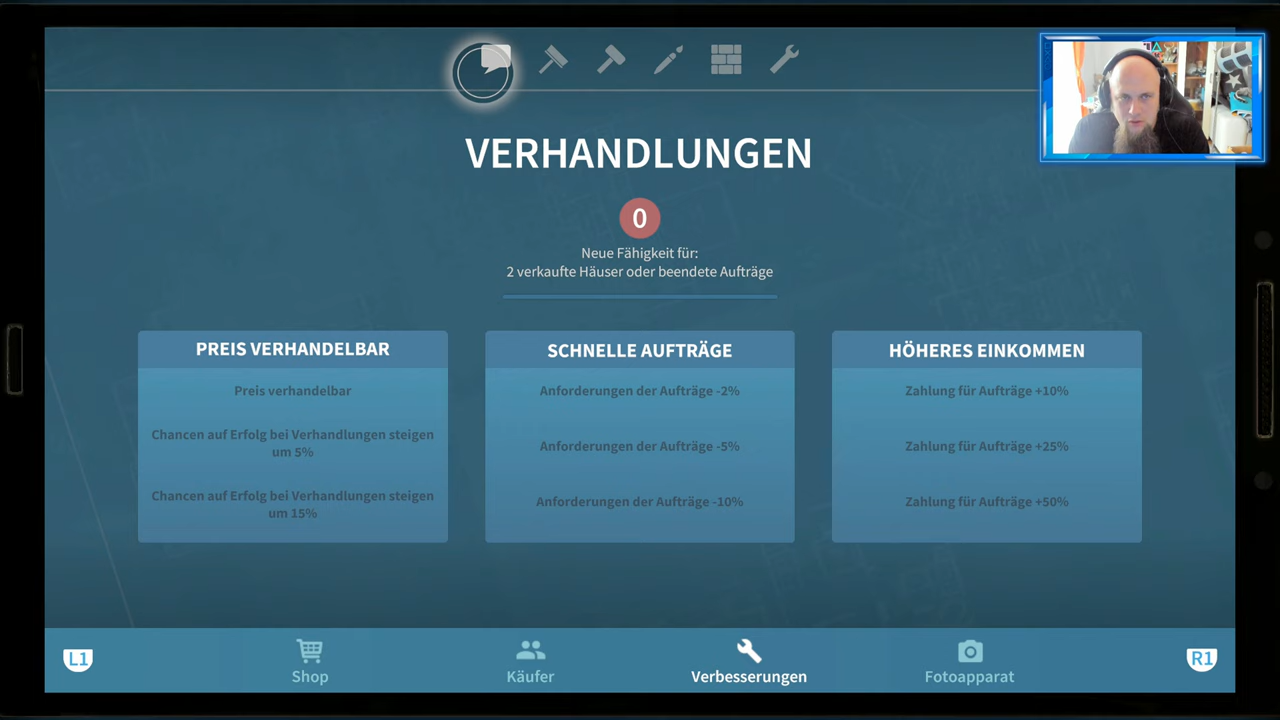 VERHANDLUNGEN
0
Neue Fähigkeit für:
2 verkaufte Häuser oder beendete Aufträge
PREIS VERHANDELBAR
Preis verhandelbar
Chancen auf Erfolg bei Verhandlungen steigen
um 5%
Chancen auf Erfolg bei Verhandlungen steigen
um 15%
SCHNELLE AUFTRÄGE
Anforderungen der Aufträge -2%
Anforderungen der Aufträge -5%
Anforderungen der Aufträge -10%
HÖHERES EINKOMMEN
Zahlung für Aufträge +10%
Zahlung für Aufträge +25%
Zahlung für Aufträge +50%
L1
Shop
Käufer
Verbesserungen
Fotoapparat
R1